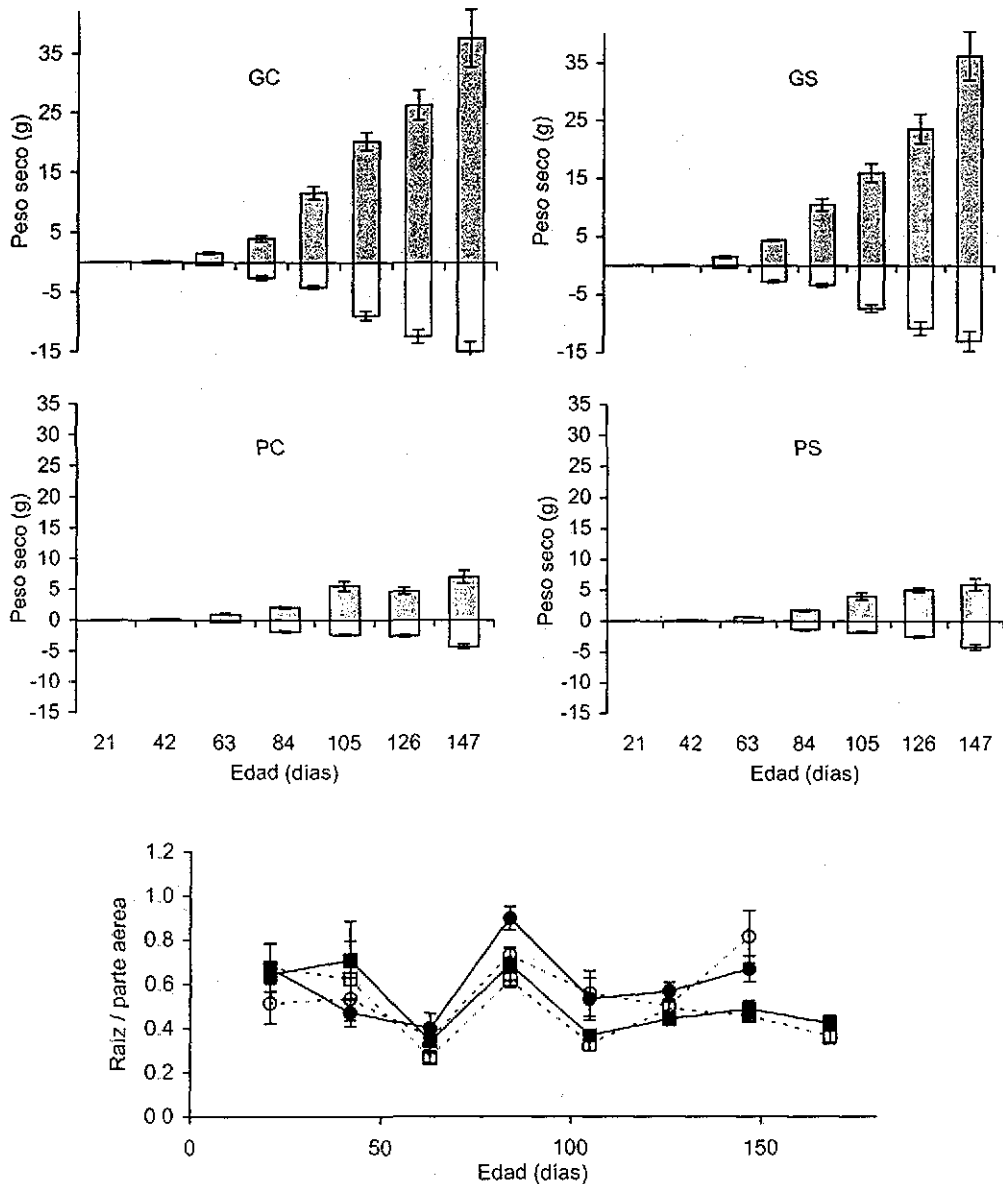 GC
Peso seco (g)
35
25
15
5
-5
-15
GS
Peso seco (g)
35
25
15
5
-5
-15
PC
Peso seco (g)
35
30
25
20
15
10
5
0
-5
-10
-15
21 42 63 84 105 126 147
Edad (días)
PS
Peso seco (g)
35
30
25
20
15
10
5
0
-5
-10
-15
21 42 63 84 105 126 147
Edad (días)
Raíz / parte aerea
1.2
1.0
0.8
0.6
0.4
0.2
0 0
0 50 100 150
Edad (días)